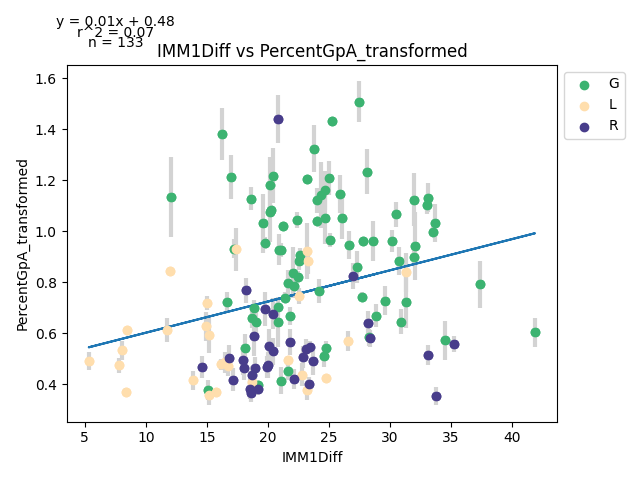 y = 0.01x + 0.48
r^2 = 0.07
n = 133
IMM1Diff vs PercentGpA_transformed
G
L
R
PercentGpA_transformed
1.6
1.4
1.2
1.0
0.8
0.6
0.4
5 10 15 20 25 30 35 40
IMM1Diff